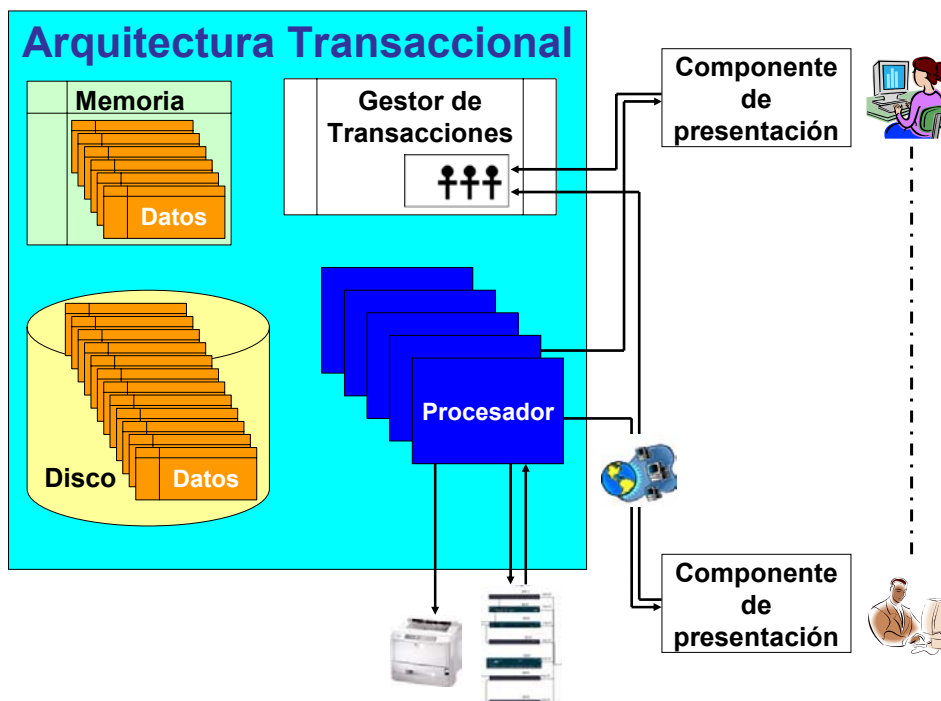 Arquitectura Transaccional
Memoria
Datos
Gestor de
Transacciones
Componente
de
presentación
Procesador
Disco
Datos
Componente
de
presentación